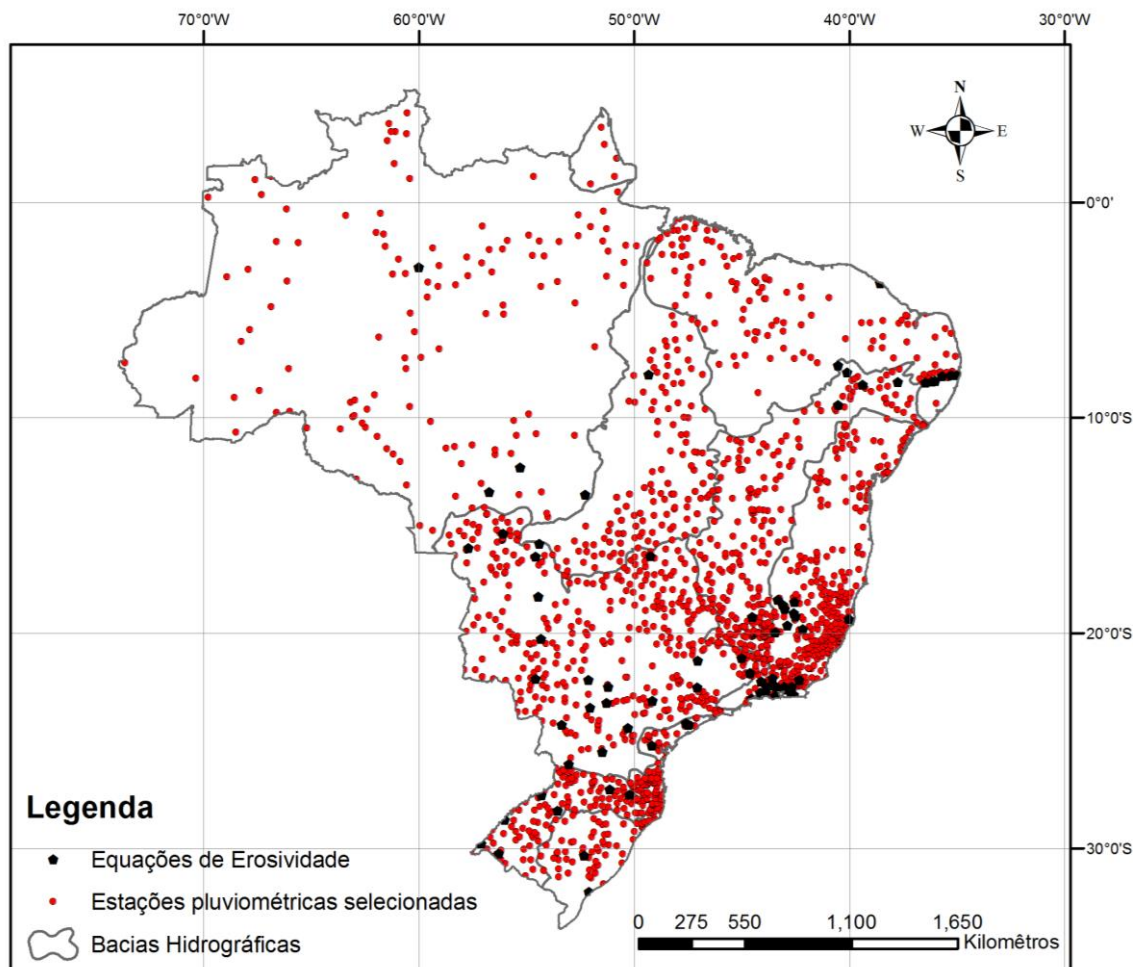 70°0'W 60°0'W 50°0'W 40°0'W 30°0'W
N
W E
S
0°0'
10°0'S
20°0'S
30°0'S
Legenda
Equações de Erosividade
Estações pluviométricas selecionadas
Bacias Hidrográficas
0 275 550 1,100 1,650
Kilomêtros